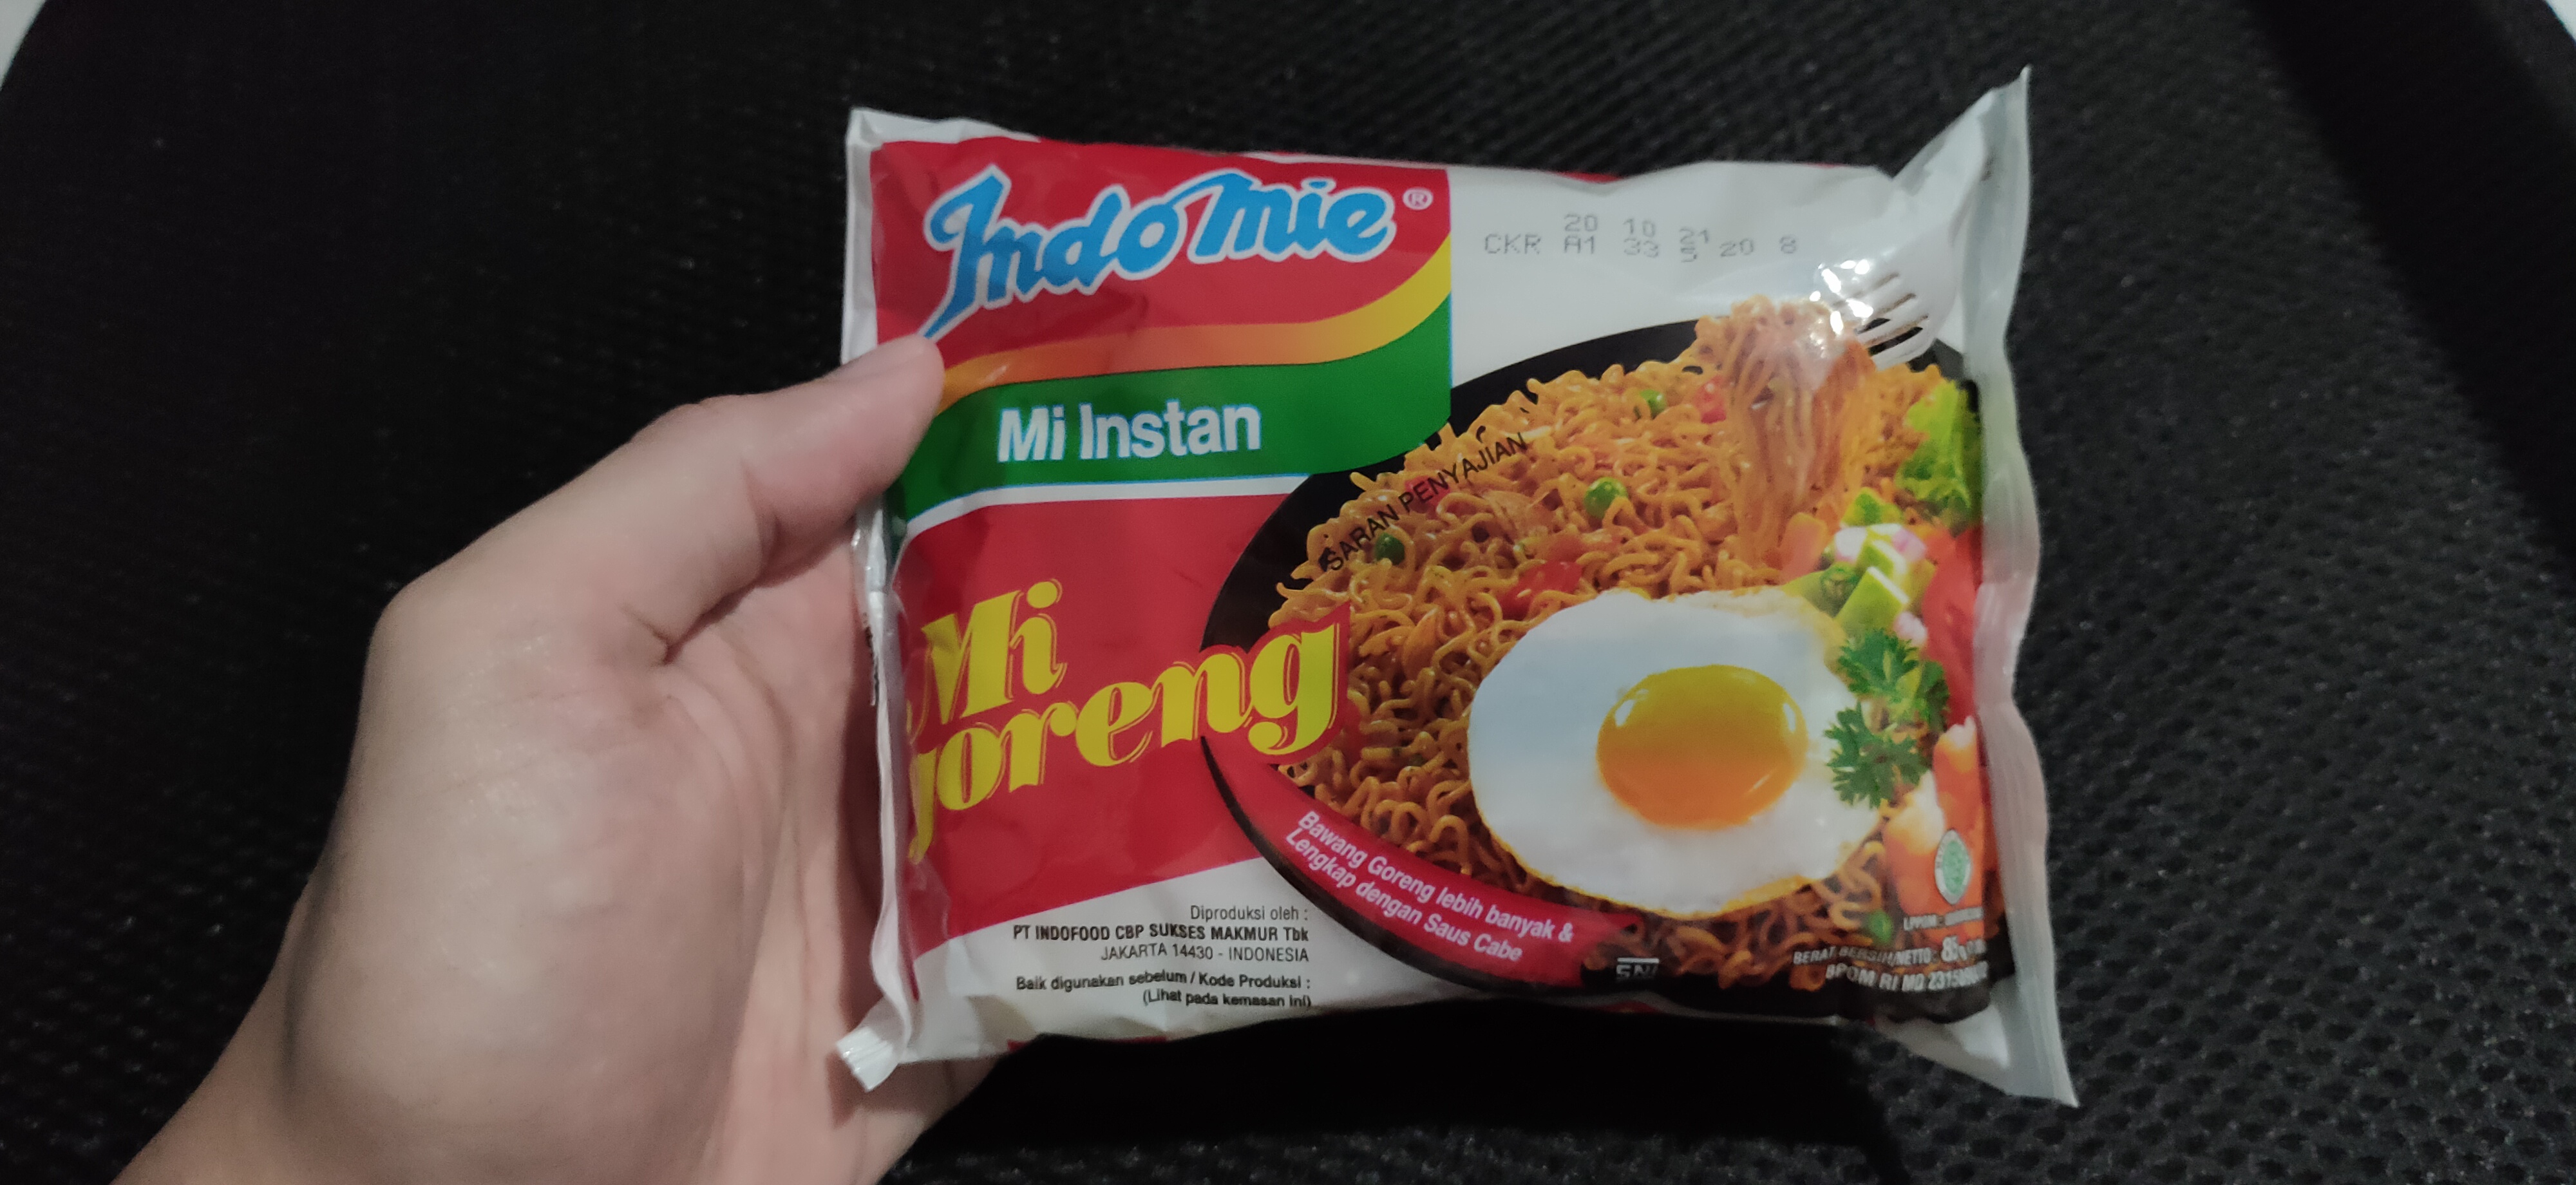 Indomie®
20 10 21
CKR A1 33 5 20 8
Mi Instan
SARAN PENYAJIAN
Mi
goreng
Bawang Goreng lebih banyak &
Lengkap dengan Saus Cabe
Diproduksi oleh :
PT INDOFOOD CBP SUKSES MAKMUR Tbk
JAKARTA 14430 - INDONESIA
Baik digunakan sebelum / Kode Produksi :
(Lihat pada kemasan ini)
SNI
BERAT BERSIH/NETTO :
BPOM RI MD